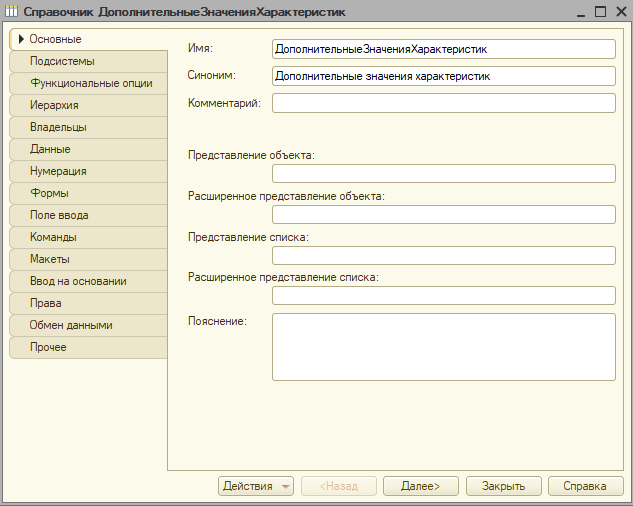 Справочник ДополнительныеЗначенияХарактеристик
Основные
Подсистемы
Функциональные опции
Иерархия
Владельцы
Данные
Нумерация
Формы
Поле ввода
Команды
Макеты
Ввод на основании
Права
Обмен данными
Прочее
Имя: ДополнительныеЗначенияХарактеристик
Синоним: Дополнительные значения характеристик
Комментарий:
Представление объекта:
Расширенное представление объекта:
Представление списка:
Расширенное представление списка:
Пояснение:
Действия <Назад Далее> Закрыть Справка